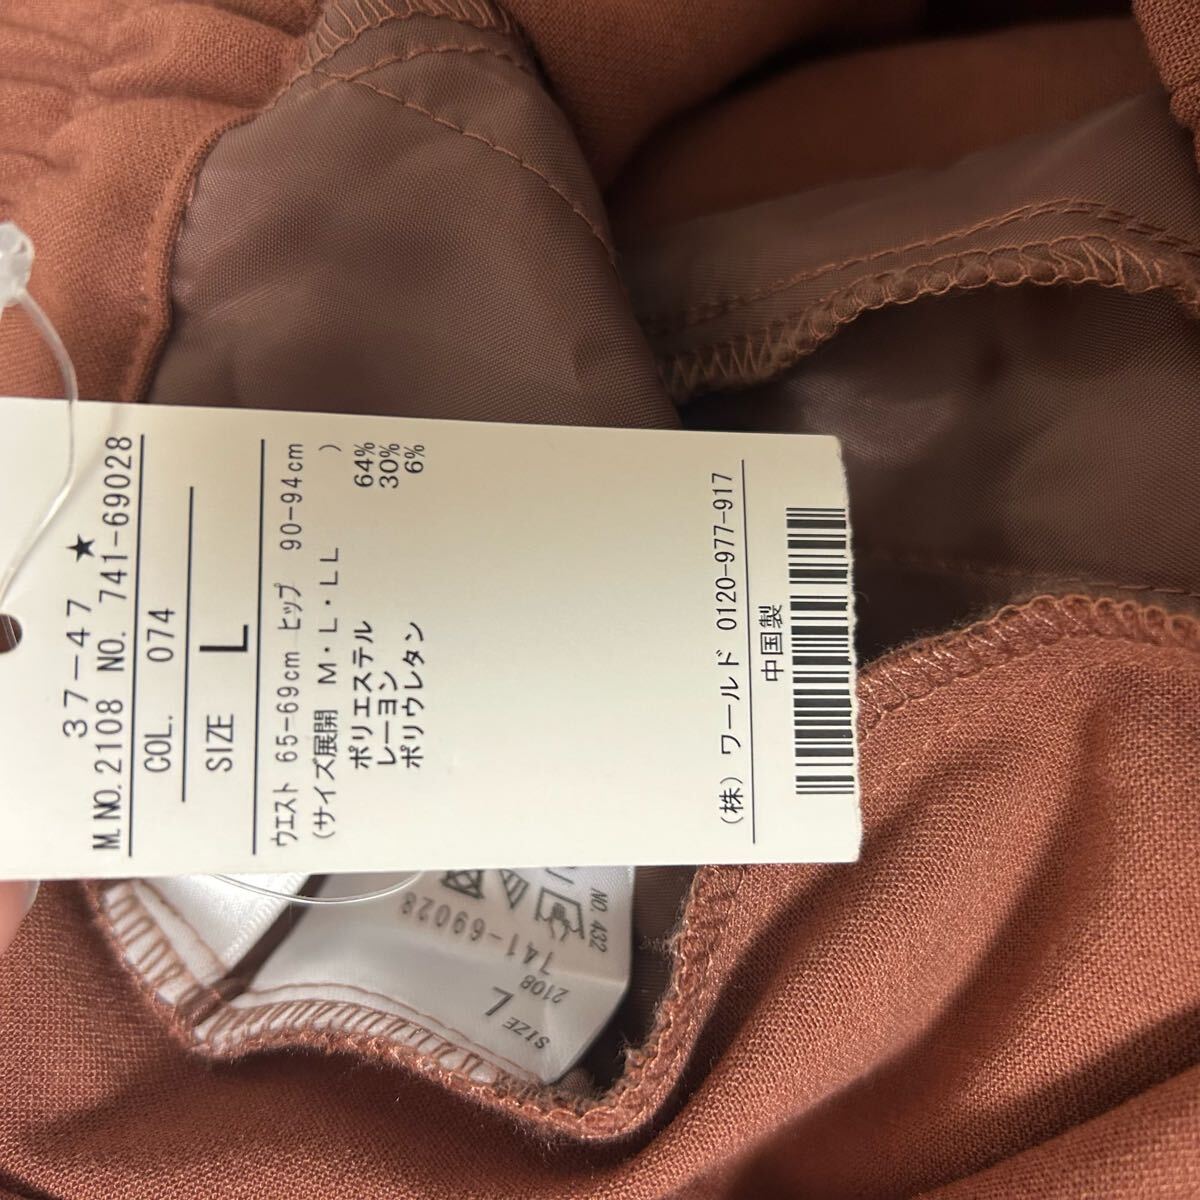 37-47 ★
M.NO.2108 NO. 741-69028
COL. 074
SIZE L
ウエスト 65-69cm ヒップ 90-94cm
(サイズ展開 M・L・LL )
ポリエステル 64%
レーヨン 30%
ポリウレタン 6%
(株) ワールド 0120-977-917
中国製
NO. 432
741-69028
2108
SIZE L